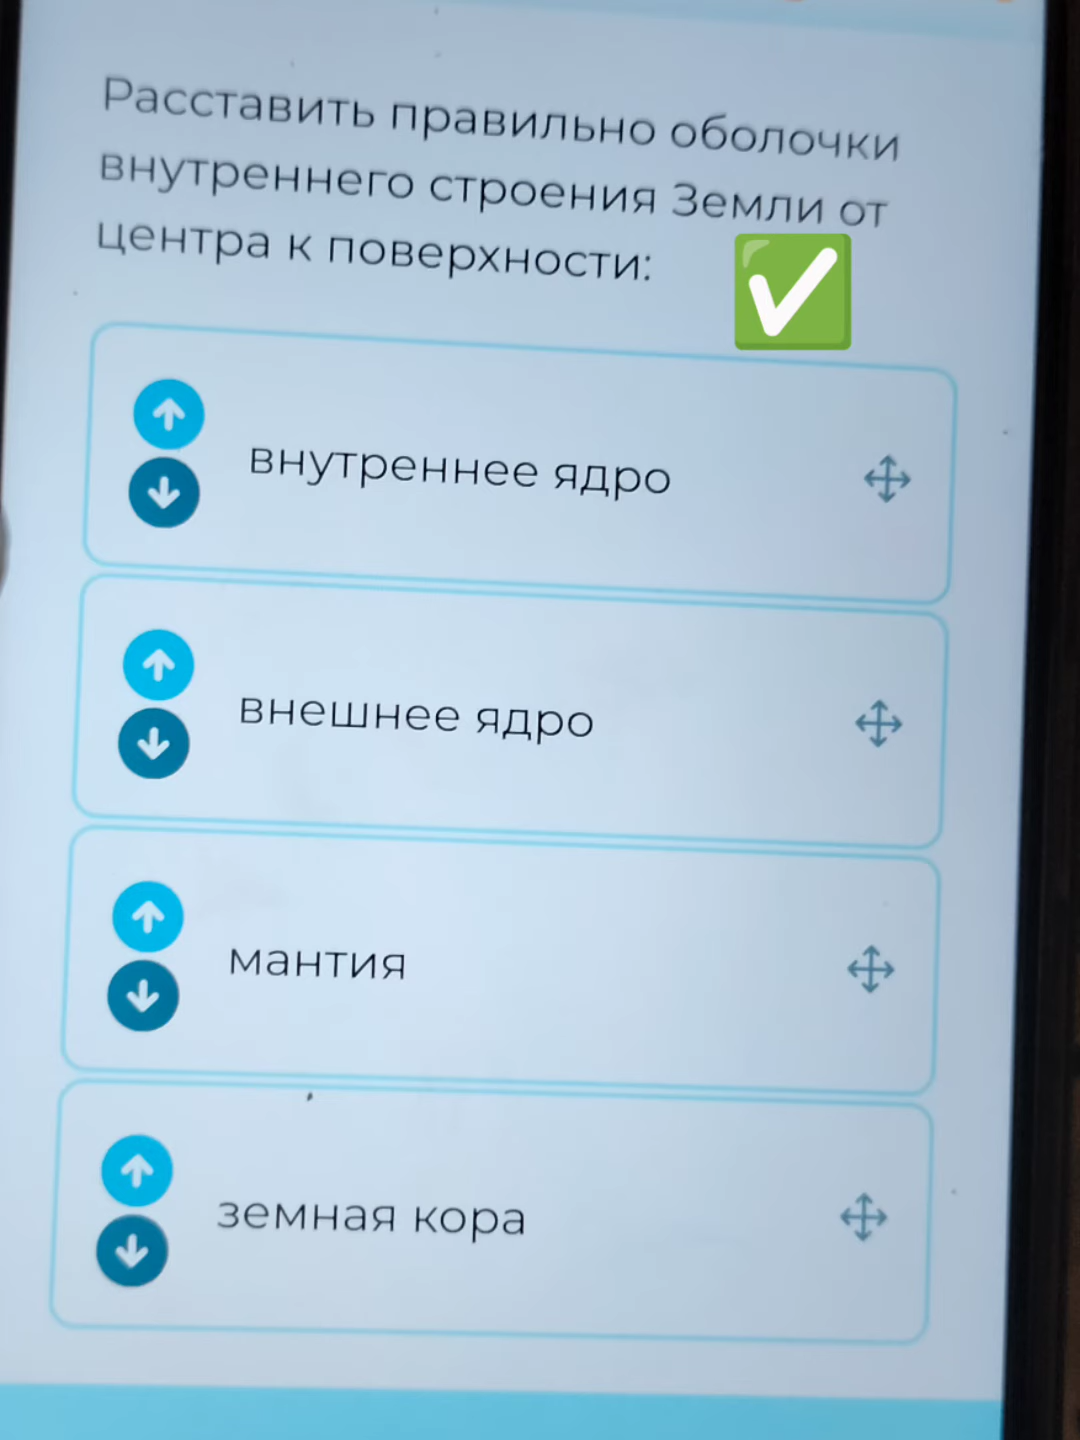 Расставить правильно оболочки
внутреннего строения Земли от
центра к поверхности:
внутреннее ядро
внешнее ядро
мантия
земная кора